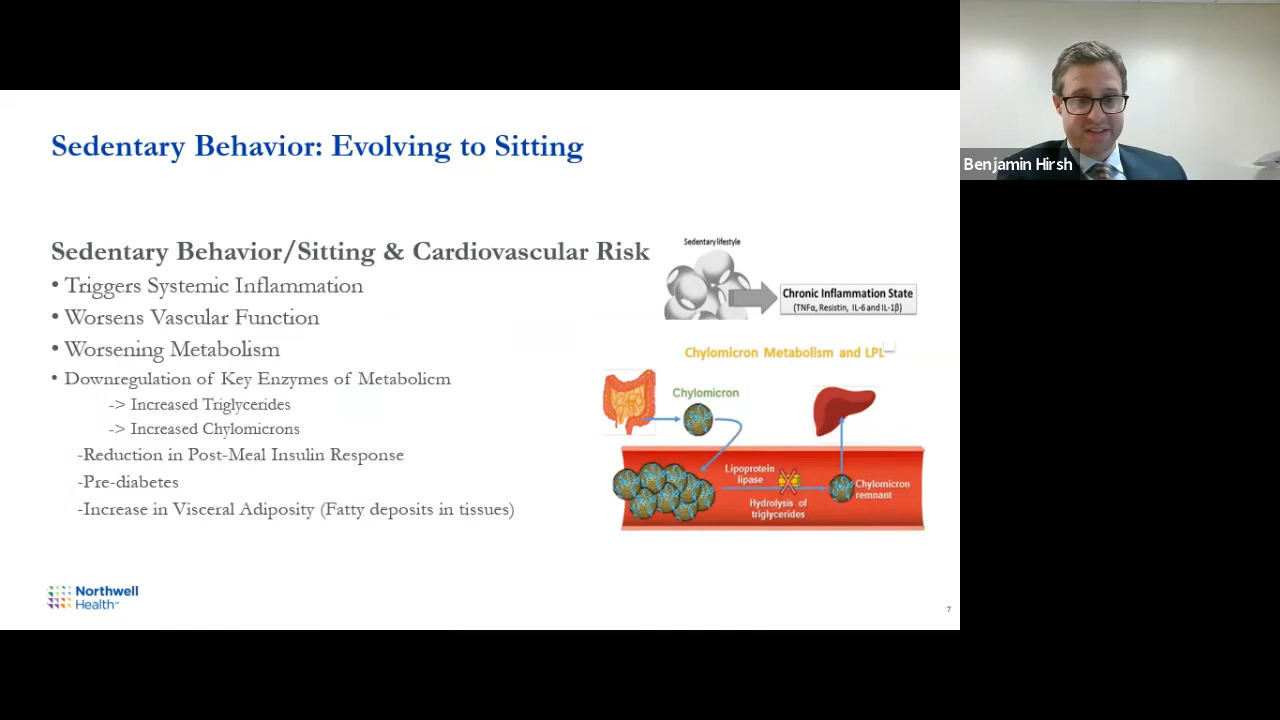 Sedentary Behavior: Evolving to Sitting
Sedentary Behavior/Sitting & Cardiovascular Risk
• Triggers Systemic Inflammation
• Worsens Vascular Function
• Worsening Metabolism
• Downregulation of Key Enzymes of Metabolicm
-> Increased Triglycerides
-> Increased Chylomicrons
-Reduction in Post-Meal Insulin Response
-Pre-diabetes
-Increase in Visceral Adiposity (Fatty deposits in tissues)
Sedentary lifestyle
Chronic Inflammation State
(TNFα, Resistin, IL-6 and IL-1β)
Chylomicron Metabolism and LPL
Chylomicron
Lipoprotein
lipase
Hydrolysis of
triglycerides
Chylomicron
remnant
Northwell
Health™
7
Benjamin Hirsh